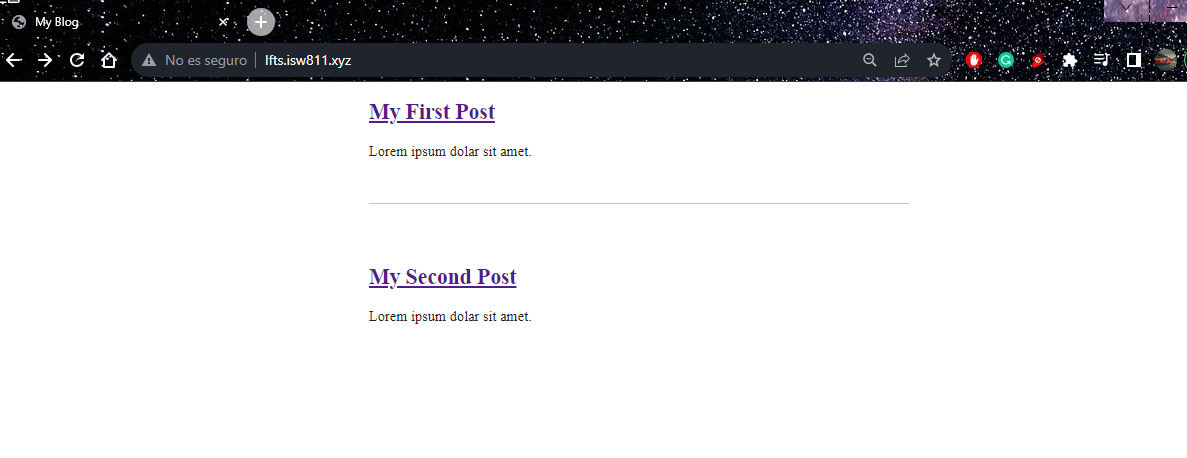 My Blog
No es seguro lfts.isw811.xyz
My First Post
Lorem ipsum dolar sit amet.
My Second Post
Lorem ipsum dolar sit amet.